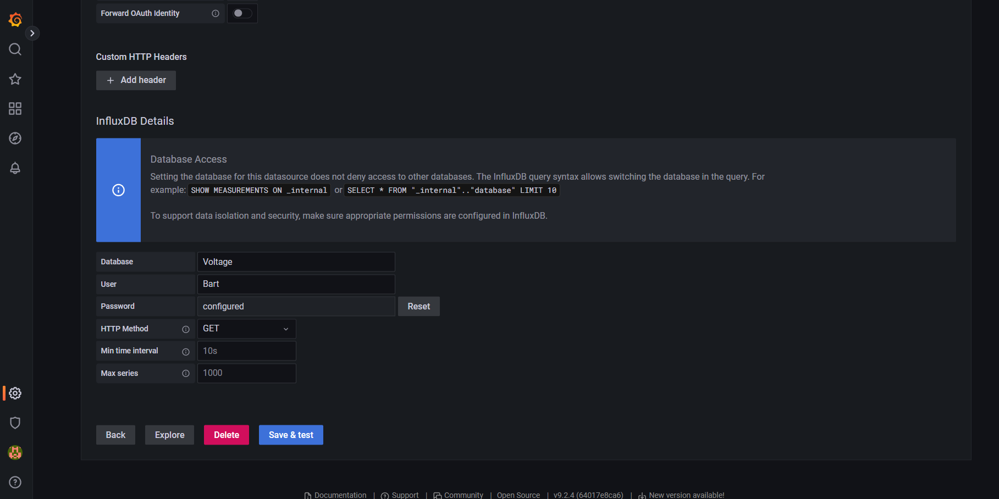 Forward OAuth Identity
Custom HTTP Headers
+ Add header
InfluxDB Details
Database Access
Setting the database for this datasource does not deny access to other databases. The InfluxDB query syntax allows switching the database in the query. For
example: SHOW MEASUREMENTS ON _internal or SELECT * FROM "_internal".."database" LIMIT 10
To support data isolation and security, make sure appropriate permissions are configured in InfluxDB.
Database Voltage
User Bart
Password configured Reset
HTTP Method GET
Min time interval 10s
Max series 1000
Back Explore Delete Save & test
Documentation | Support | Community | Open Source | v9.2.4 (64017e8ca6) | New version available!